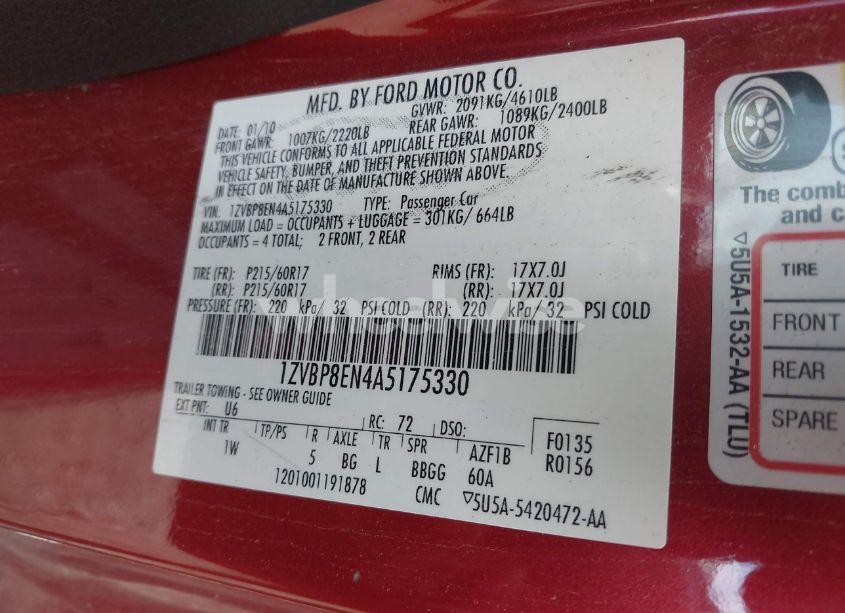 MFD. BY FORD MOTOR CO.
DATE: 01/10 GVWR: 2091KG/4610LB
FRONT GAWR: 1007KG/2220LB REAR GAWR: 1089KG/2400LB
THIS VEHICLE CONFORMS TO ALL APPLICABLE FEDERAL MOTOR
VEHICLE SAFETY, BUMPER, AND THEFT PREVENTION STANDARDS
IN EFFECT ON THE DATE OF MANUFACTURE SHOWN ABOVE.
VIN: 1ZVBP8EN4A5175330 TYPE: Passenger Car
MAXIMUM LOAD = OCCUPANTS + LUGGAGE = 301KG/ 664LB
OCCUPANTS = 4 TOTAL; 2 FRONT, 2 REAR
TIRE (FR): P215/60R17 RIMS (FR): 17X7.0J
(RR): P215/60R17 (RR): 17X7.0J
PRESSURE (FR): 220 kPa/ 32 PSI COLD (RR): 220 kPa/ 32 PSI COLD
wheelwise
1ZVBP8EN4A5175330
TRAILER TOWING - SEE OWNER GUIDE
EXT PNT: U6 RC: 72 DSO:
INT TR TP/PS R AXLE TR SPR AZF1B F0135
1W 5 BG L BBGG 60A R0156
1201001191878 CMC ▽5U5A-5420472-AA
The comb
and c
TIRE
FRONT
REAR
SPARE
▽5U5A-1532-AA (TLU)